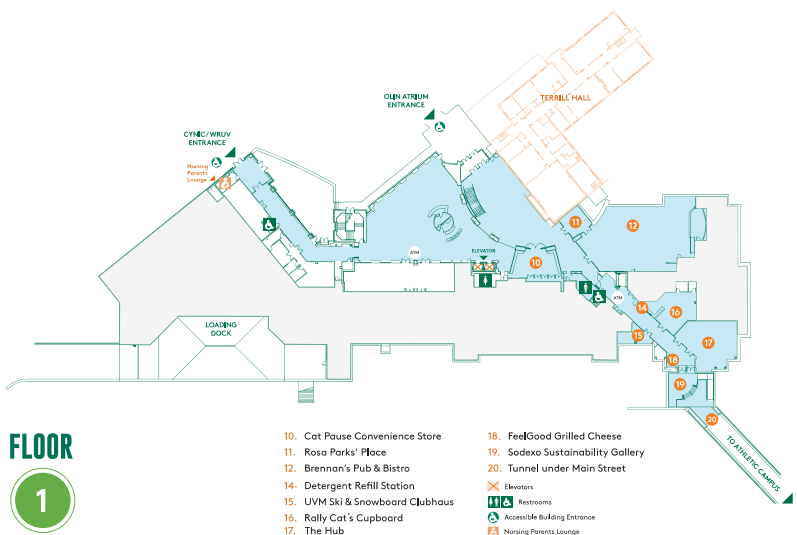 TERRILL HALL
OLIN ATRIUM
ENTRANCE
CYNIC/WRUV
ENTRANCE
Nursing
Parents
Lounge
11
12
ATM
ELEVATOR
10
ATM
14
16
LOADING
DOCK
15
17
18
19
20
TO ATHLETIC CAMPUS
FLOOR
1
10. Cat Pause Convenience Store
11. Rosa Parks' Place
12. Brennan's Pub & Bistro
14. Detergent Refill Station
15. UVM Ski & Snowboard Clubhaus
16. Rally Cat's Cupboard
17. The Hub
18. FeelGood Grilled Cheese
19. Sodexo Sustainability Gallery
20. Tunnel under Main Street
Elevators
Restrooms
Accessible Building Entrance
Nursing Parents Lounge